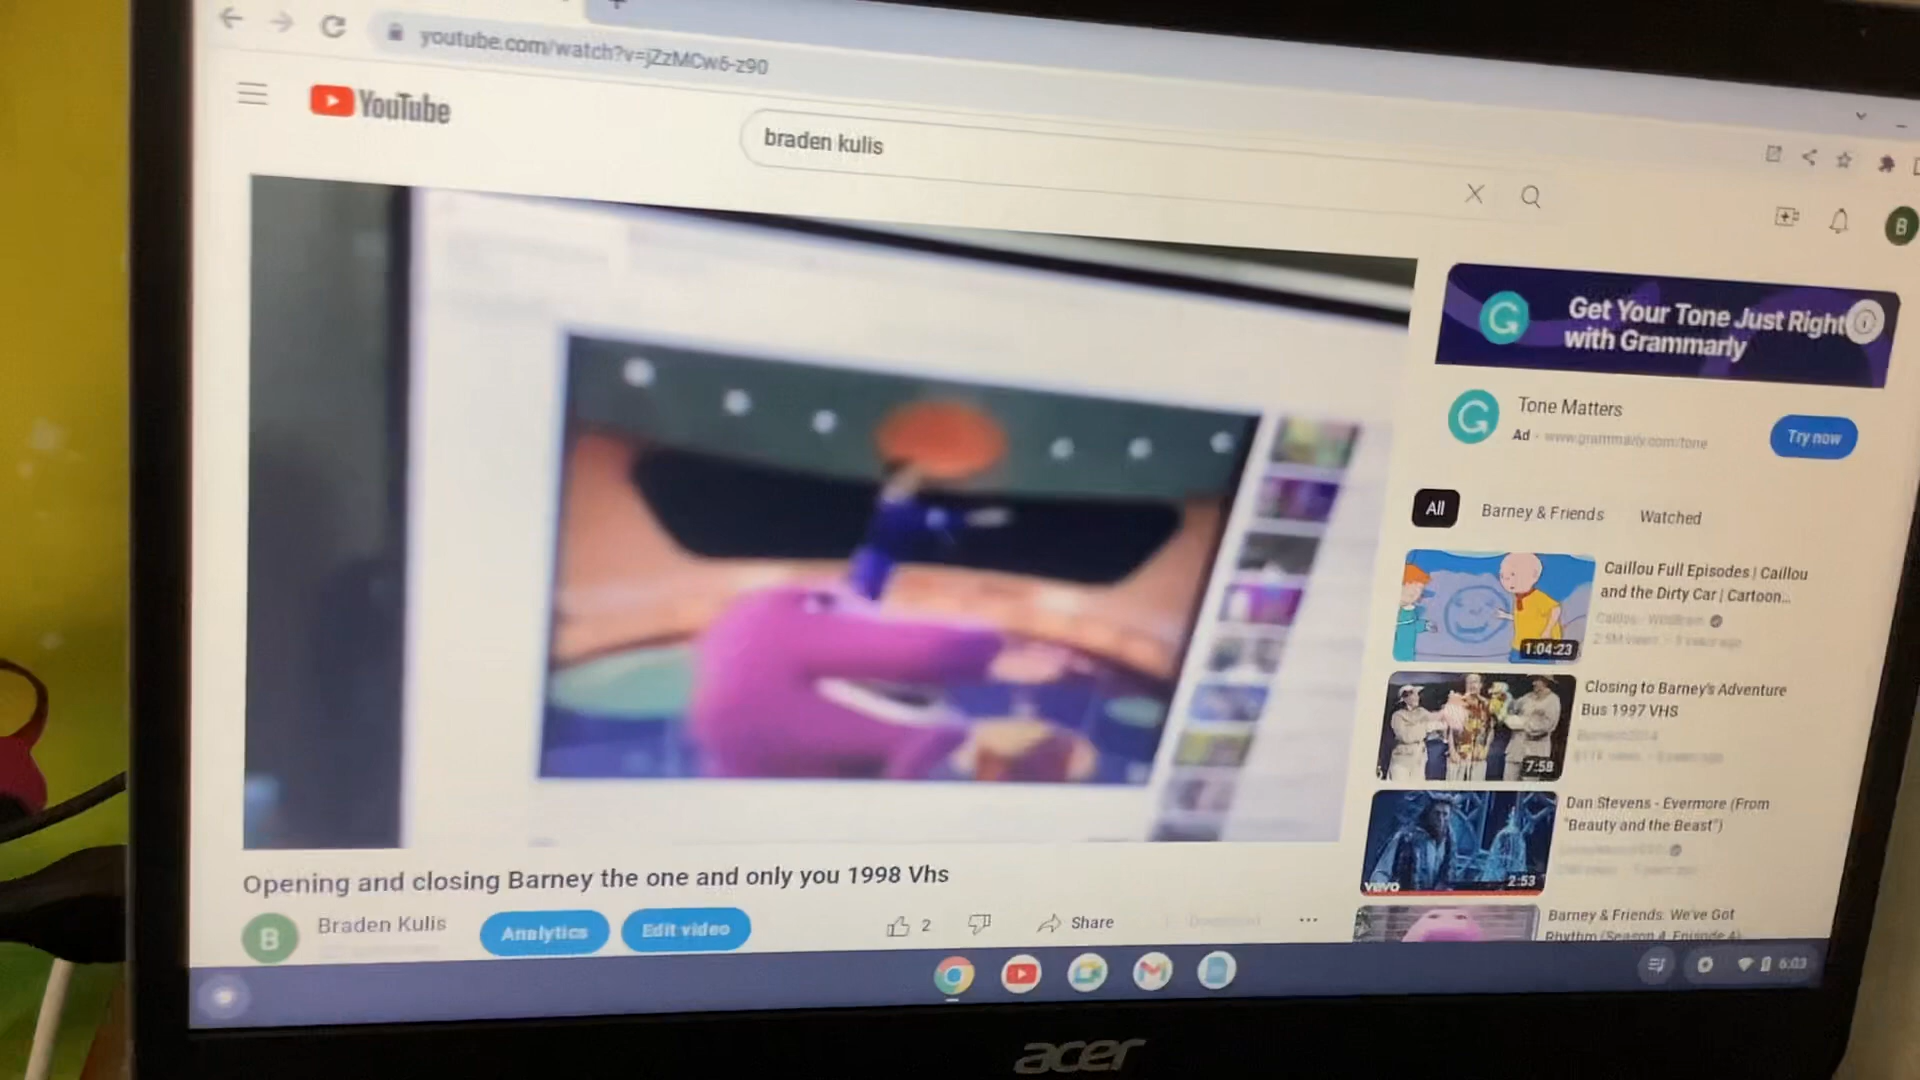 youtube.com/watch?v=jZzMCw6-z90
YouTube
braden kulis
B
Get Your Tone Just Right
with Grammarly
Tone Matters
Ad - www.grammarly.com/tone
Try now
All
Barney & Friends
Watched
Caillou Full Episodes | Caillou
and the Dirty Car | Cartoon...
1:04:23
Closing to Barney's Adventure
Bus 1997 VHS
7:58
Dan Stevens - Evermore (From
"Beauty and the Beast")
vevo
2:53
Barney & Friends: We've Got
Rhythm (Season 4, Episode 4)
Opening and closing Barney the one and only you 1998 Vhs
B
Braden Kulis
Analytics
Edit video
2
Share
Download
6:03
acer